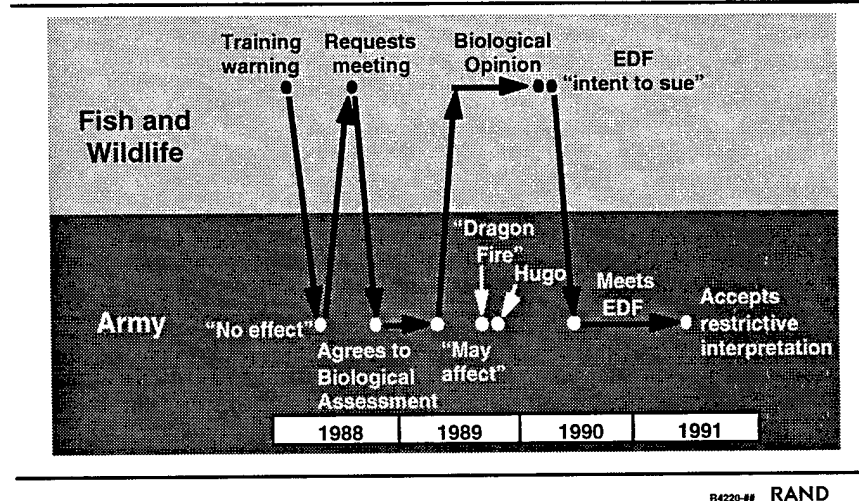 Training
warning
Requests
meeting
Biological
Opinion
EDF
“intent to sue”
Fish and
Wildlife
“Dragon
Fire”
Hugo
Meets
EDF
Accepts
restrictive
interpretation
Army
“No effect”
Agrees to
Biological
Assessment
“May
affect”
1988 1989 1990 1991
R4220-## RAND